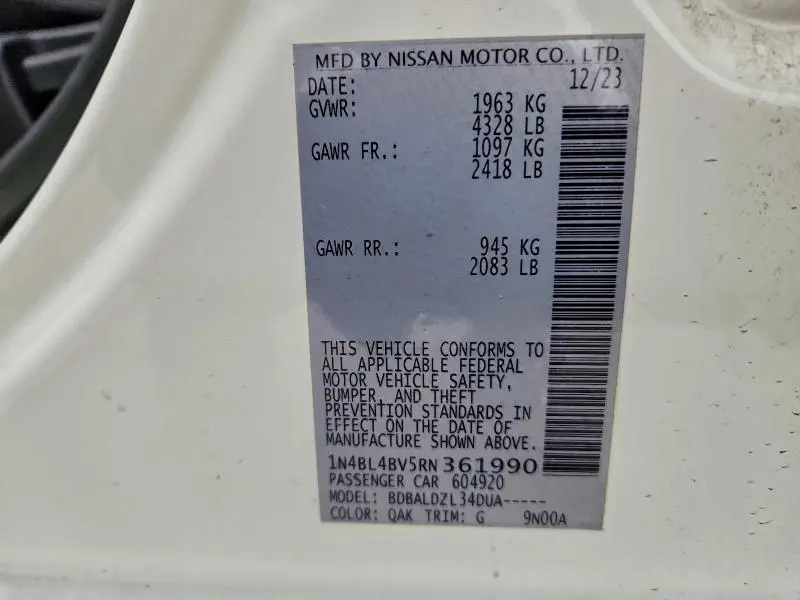 MFD BY NISSAN MOTOR CO., LTD.
DATE: 12/23
GVWR: 1963 KG
4328 LB
GAWR FR.: 1097 KG
2418 LB
GAWR RR.: 945 KG
2083 LB
THIS VEHICLE CONFORMS TO
ALL APPLICABLE FEDERAL
MOTOR VEHICLE SAFETY,
BUMPER, AND THEFT
PREVENTION STANDARDS IN
EFFECT ON THE DATE OF
MANUFACTURE SHOWN ABOVE.
1N4BL4BV5RN361990
PASSENGER CAR 604920
MODEL: BDBALDZL34DUA-----
COLOR: QAK TRIM: G 9N00A